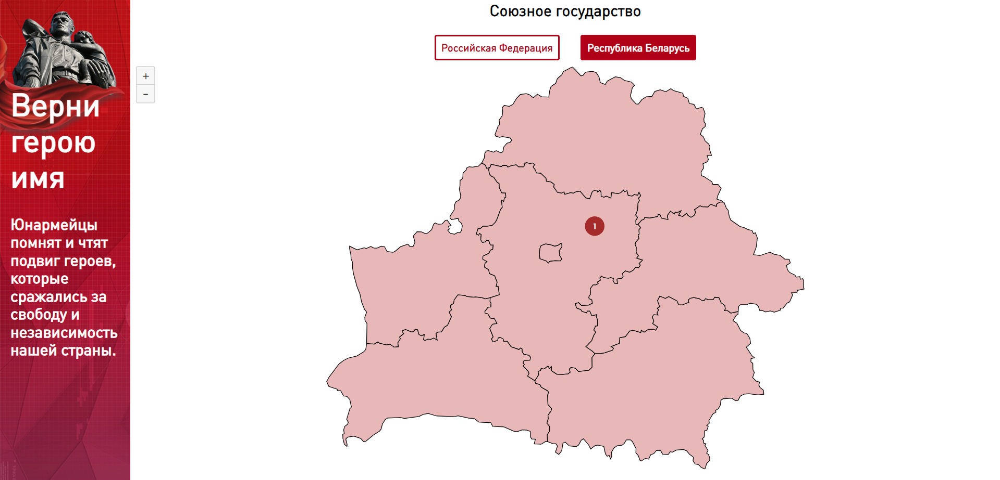 Верни
герою
имя
Юнармейцы
помнят и чтят
подвиг героев,
которые
сражались за
свободу и
независимость
нашей страны.
Союзное государство
Российская Федерация
Республика Беларусь
+
−
1